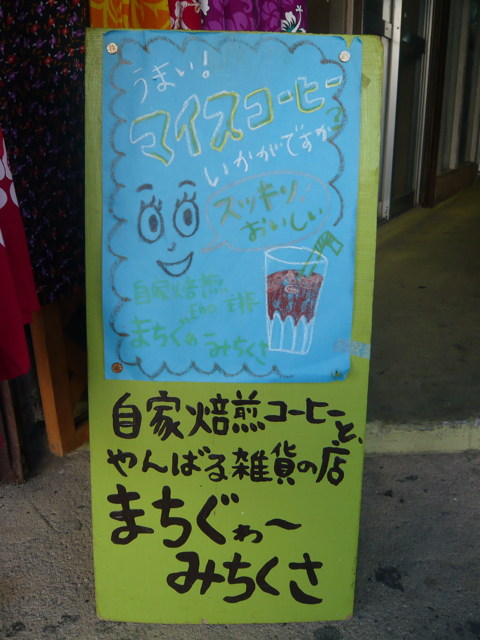 うまい!
アイスコーヒー
いかがですか?
スッキリ!
おいしい
自家焙煎
まちぐゎー
みちくさ
自家焙煎コーヒーと、
やんばる雑貨の店
まちぐゎ〜
みちくさ